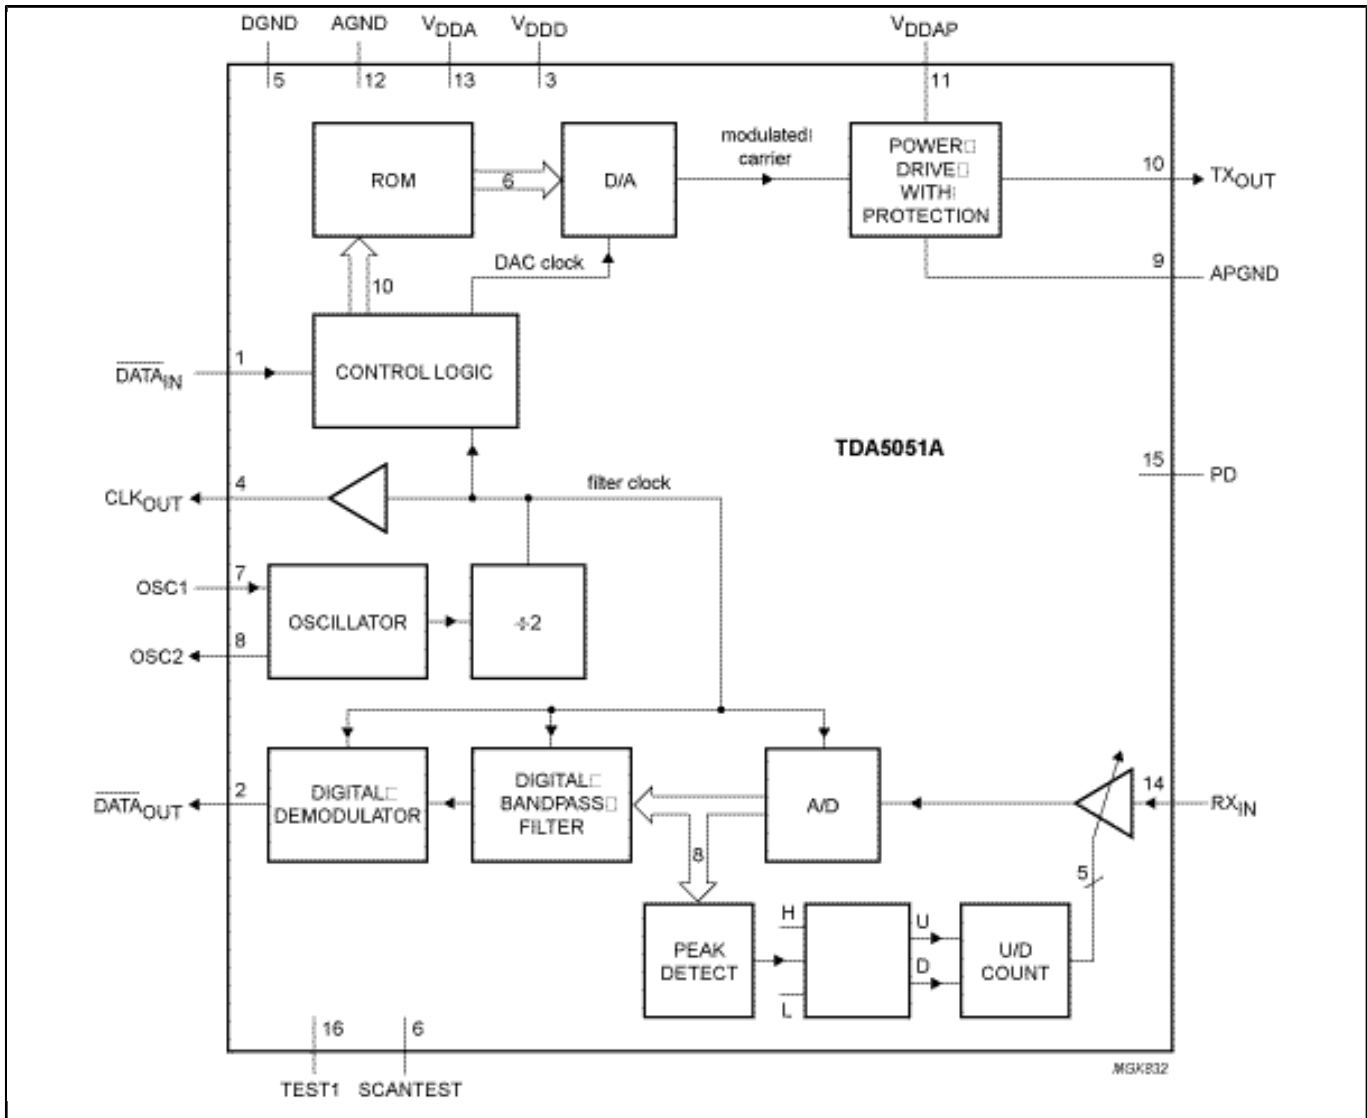 DGND AGND VDDA VDDD VDDAP
5 12 13 3 11
ROM
6
D/A
modulated
carrier
POWER
DRIVE
WITH
PROTECTION
10 TXOUT
DAC clock
9 APGND
10
1
DATAIN
CONTROL LOGIC
TDA5051A
15 PD
4
CLKOUT
filter clock
7
OSC1
OSCILLATOR
÷2
8
OSC2
2
DATAOUT
DIGITAL
DEMODULATOR
DIGITAL
BANDPASS
FILTER
A/D
14
RXIN
8
5
PEAK
DETECT
H
L
U
D
U/D
COUNT
16 6
TEST1 SCANTEST
MGK832